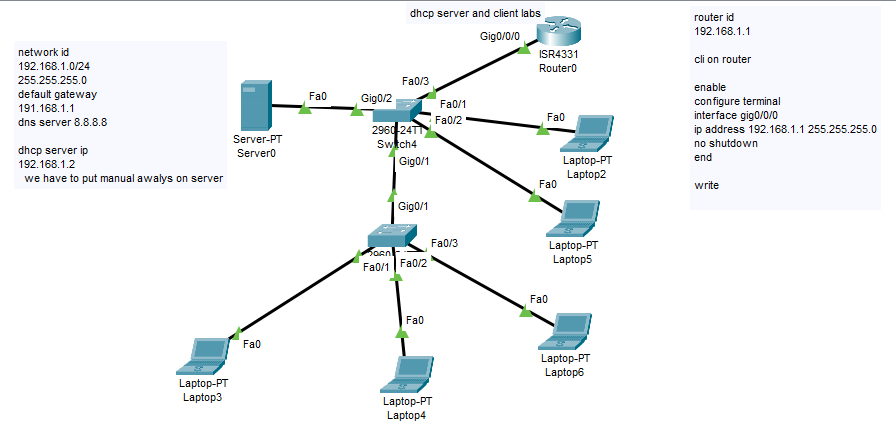 dhcp server and client labs
network id
192.168.1.0/24
255.255.255.0
default gateway
191.168.1.1
dns server 8.8.8.8
dhcp server ip
192.168.1.2
we have to put manual awalys on server
router id
192.168.1.1
cli on router
enable
configure terminal
interface gig0/0/0
ip address 192.168.1.1 255.255.255.0
no shutdown
end
write
Gig0/0/0
ISR4331
Router0
Fa0/3
Fa0
Gig0/2
Fa0/1
Fa0/2
Fa0
Server-PT
Server0
2960-24TT
Switch4
Laptop-PT
Laptop2
Gig0/1
Fa0
Gig0/1
Laptop-PT
Laptop5
Fa0/3
Fa0/1
Fa0/2
Fa0
Fa0
Fa0
Laptop-PT
Laptop6
Laptop-PT
Laptop3
Laptop-PT
Laptop4